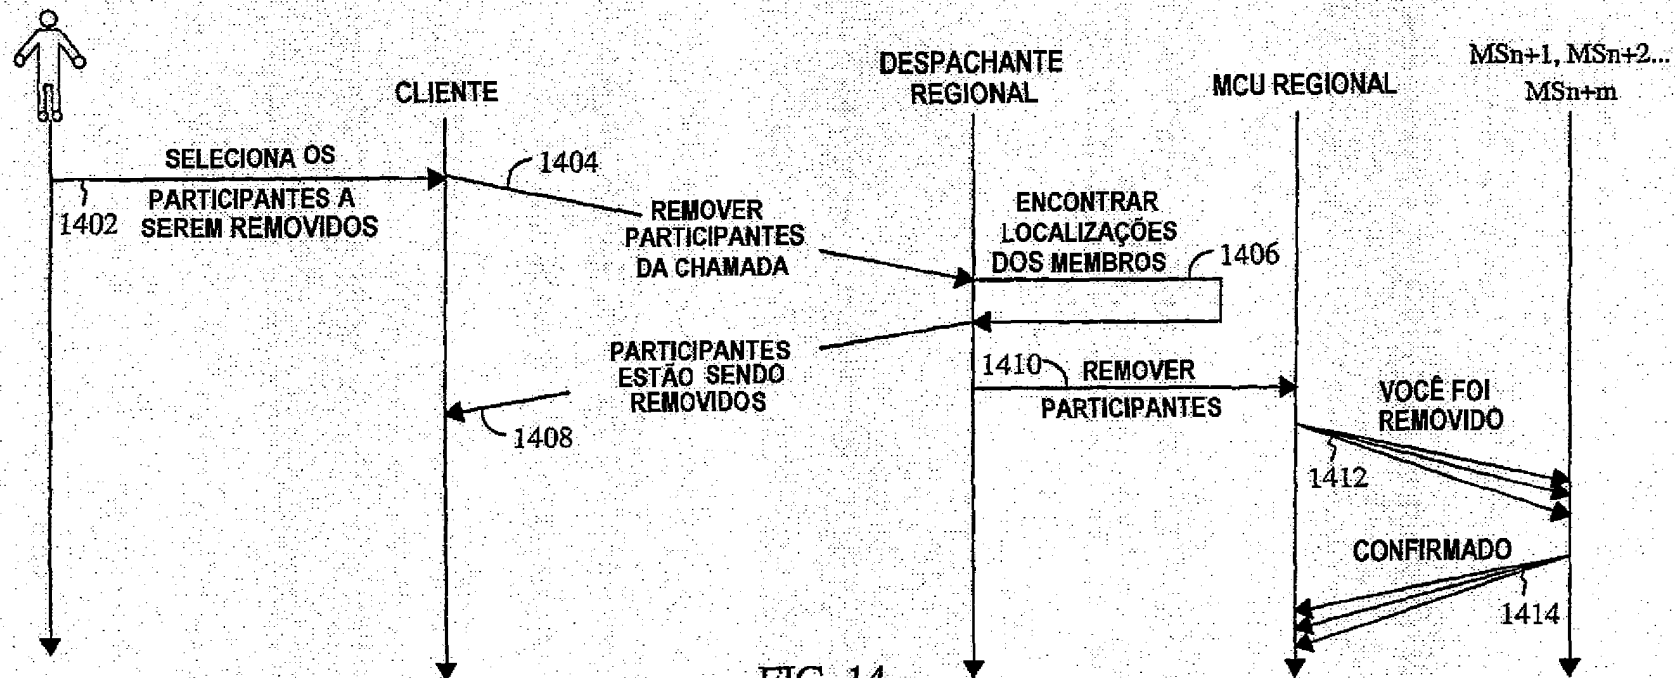 CLIENTE
DESPACHANTE
REGIONAL
MCU REGIONAL
MSn+1, MSn+2...
MSn+m
SELECIONA OS
PARTICIPANTES A
SEREM REMOVIDOS
1402
1404
REMOVER
PARTICIPANTES
DA CHAMADA
ENCONTRAR
LOCALIZAÇÕES
DOS MEMBROS
1406
PARTICIPANTES
ESTÃO SENDO
REMOVIDOS
1408
1410
REMOVER
PARTICIPANTES
VOCÊ FOI
REMOVIDO
1412
CONFIRMADO
1414
FIG. 14